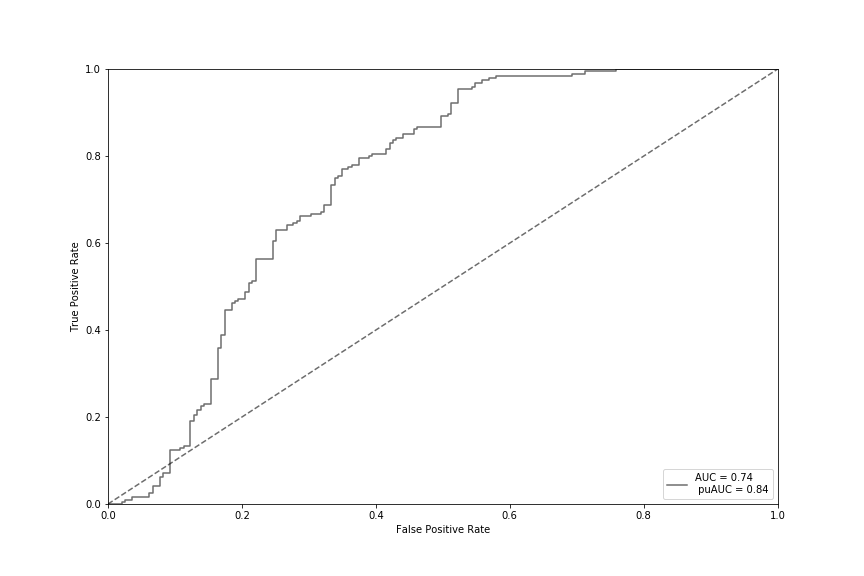 1.0
0.8
0.6
0.4
0.2
0.0
True Positive Rate
0.0 0.2 0.4 0.6 0.8 1.0
False Positive Rate
AUC = 0.74
puAUC = 0.84